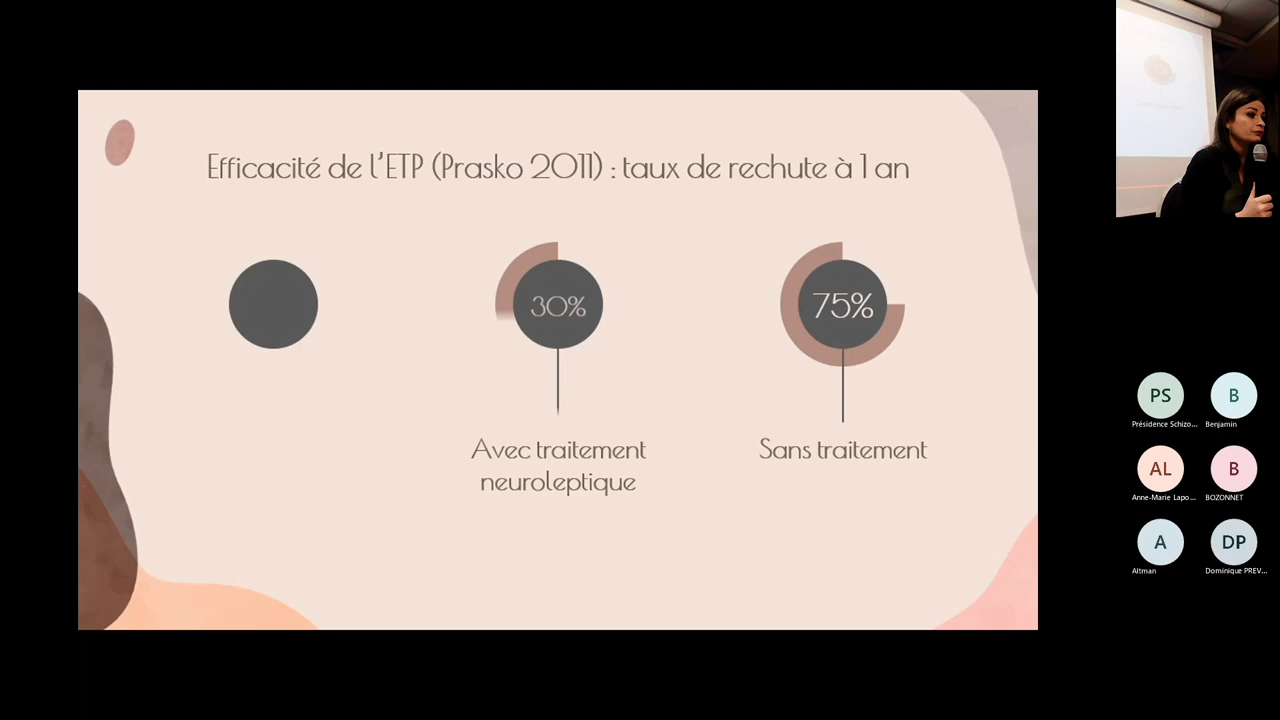 Efficacité de l'ETP (Prasko 2011) : taux de rechute à 1 an
30%
75%
Avec traitement
neuroleptique
Sans traitement
PS
Présidence Schizo...
B
Benjamin
AL
Anne-Marie Lapo...
B
BOZONNET
A
Altman
DP
Dominique PREV...